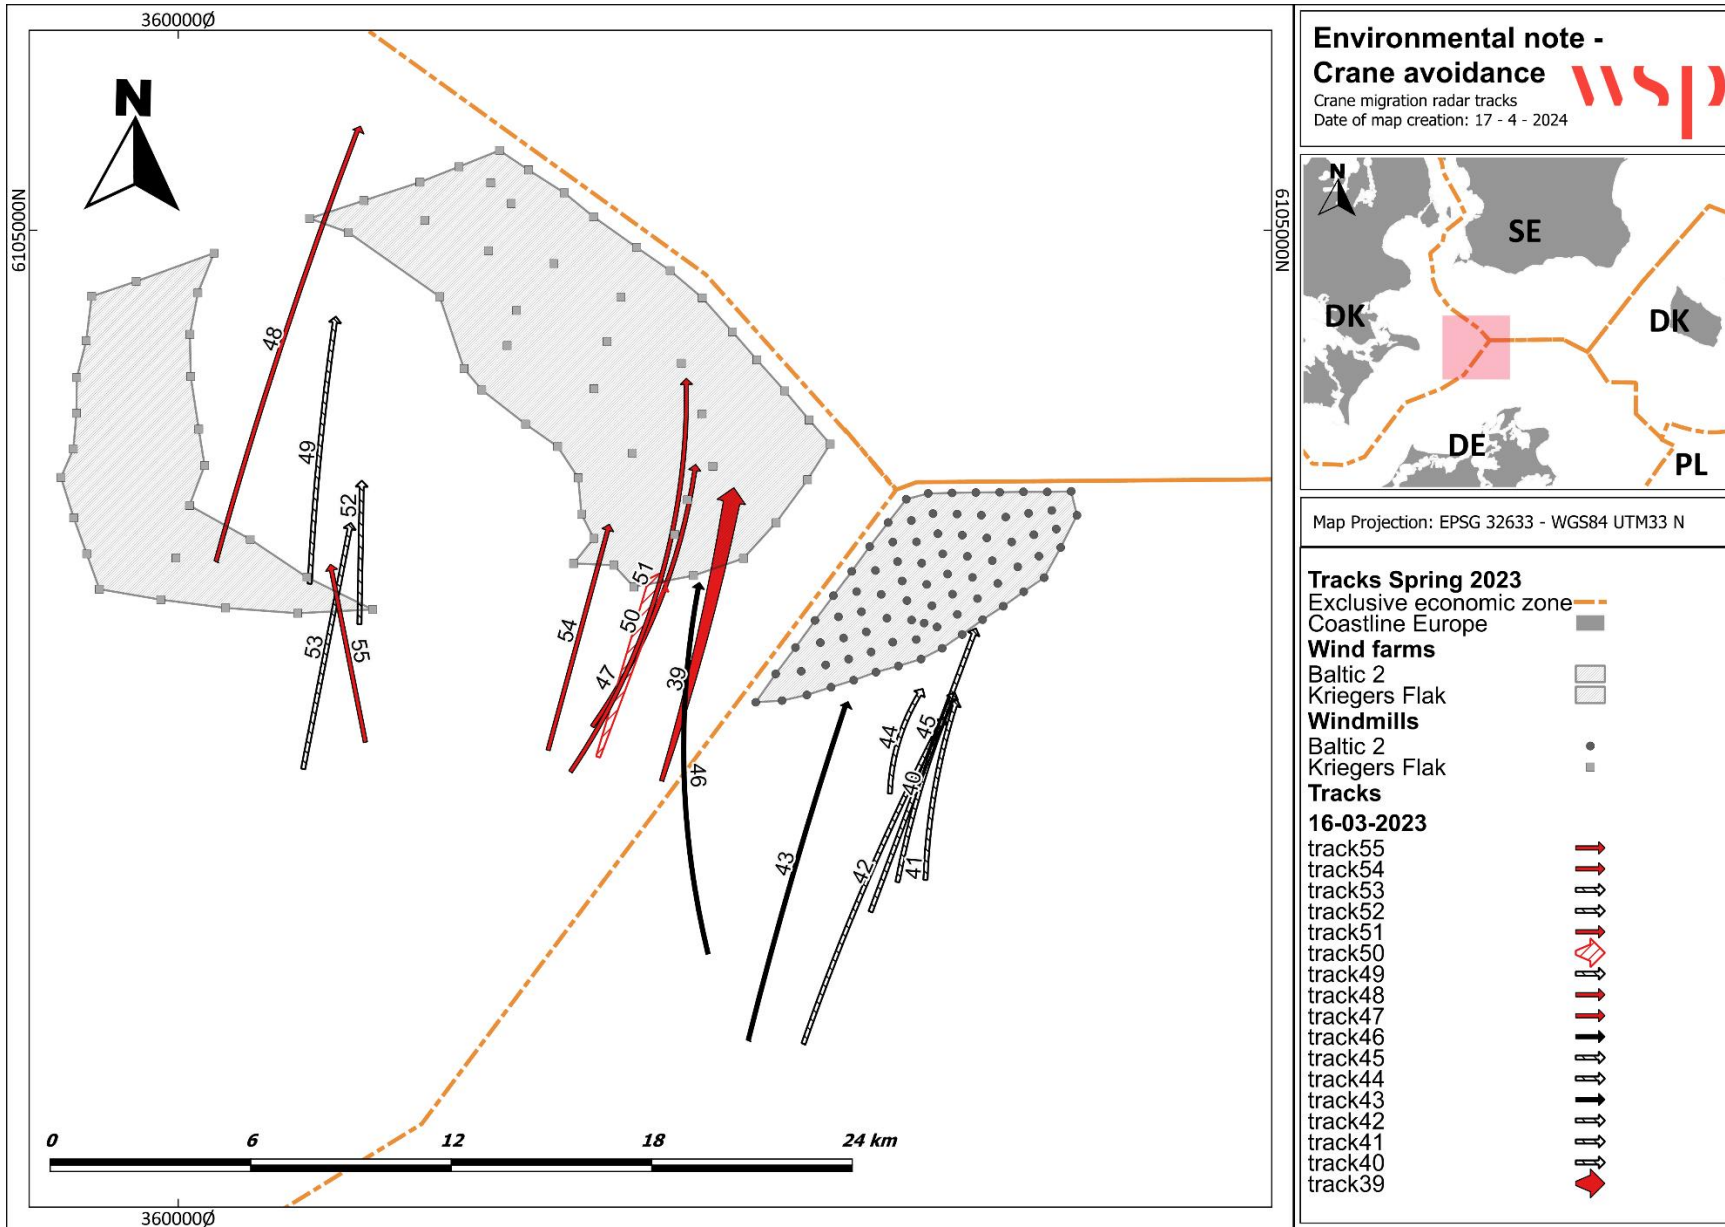 360000Ø
6105000N
6105000N
N
48
49
52
53
55
54
47
50
51
39
46
43
44
45
40
42
41
0 6 12 18 24 km
360000Ø
Environmental note -
Crane avoidance
wsp
Crane migration radar tracks
Date of map creation: 17 - 4 - 2024
N
SE
DK
DK
DE
PL
Map Projection: EPSG 32633 - WGS84 UTM33 N
Tracks Spring 2023
Exclusive economic zone
Coastline Europe
Wind farms
Baltic 2
Kriegers Flak
Windmills
Baltic 2
Kriegers Flak
Tracks
16-03-2023
track55
track54
track53
track52
track51
track50
track49
track48
track47
track46
track45
track44
track43
track42
track41
track40
track39